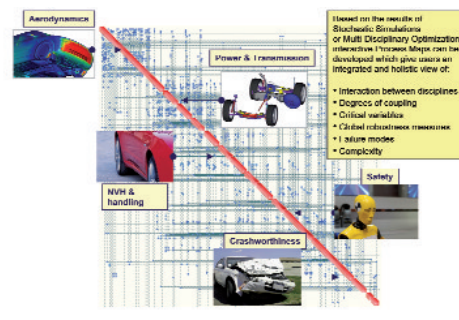 Aerodynamics
Based on the results of
Stochastic Simulations
or Multi Disciplinary Optimization
interactive Process Maps can be
developed which give users an
integrated and holistic view of:
• Interaction between disciplines
• Degrees of coupling
• Critical variables
• Global robustness measures
• Failure modes
• Complexity
Power & Transmission
NVH &
handling
Safety
Crashworthiness